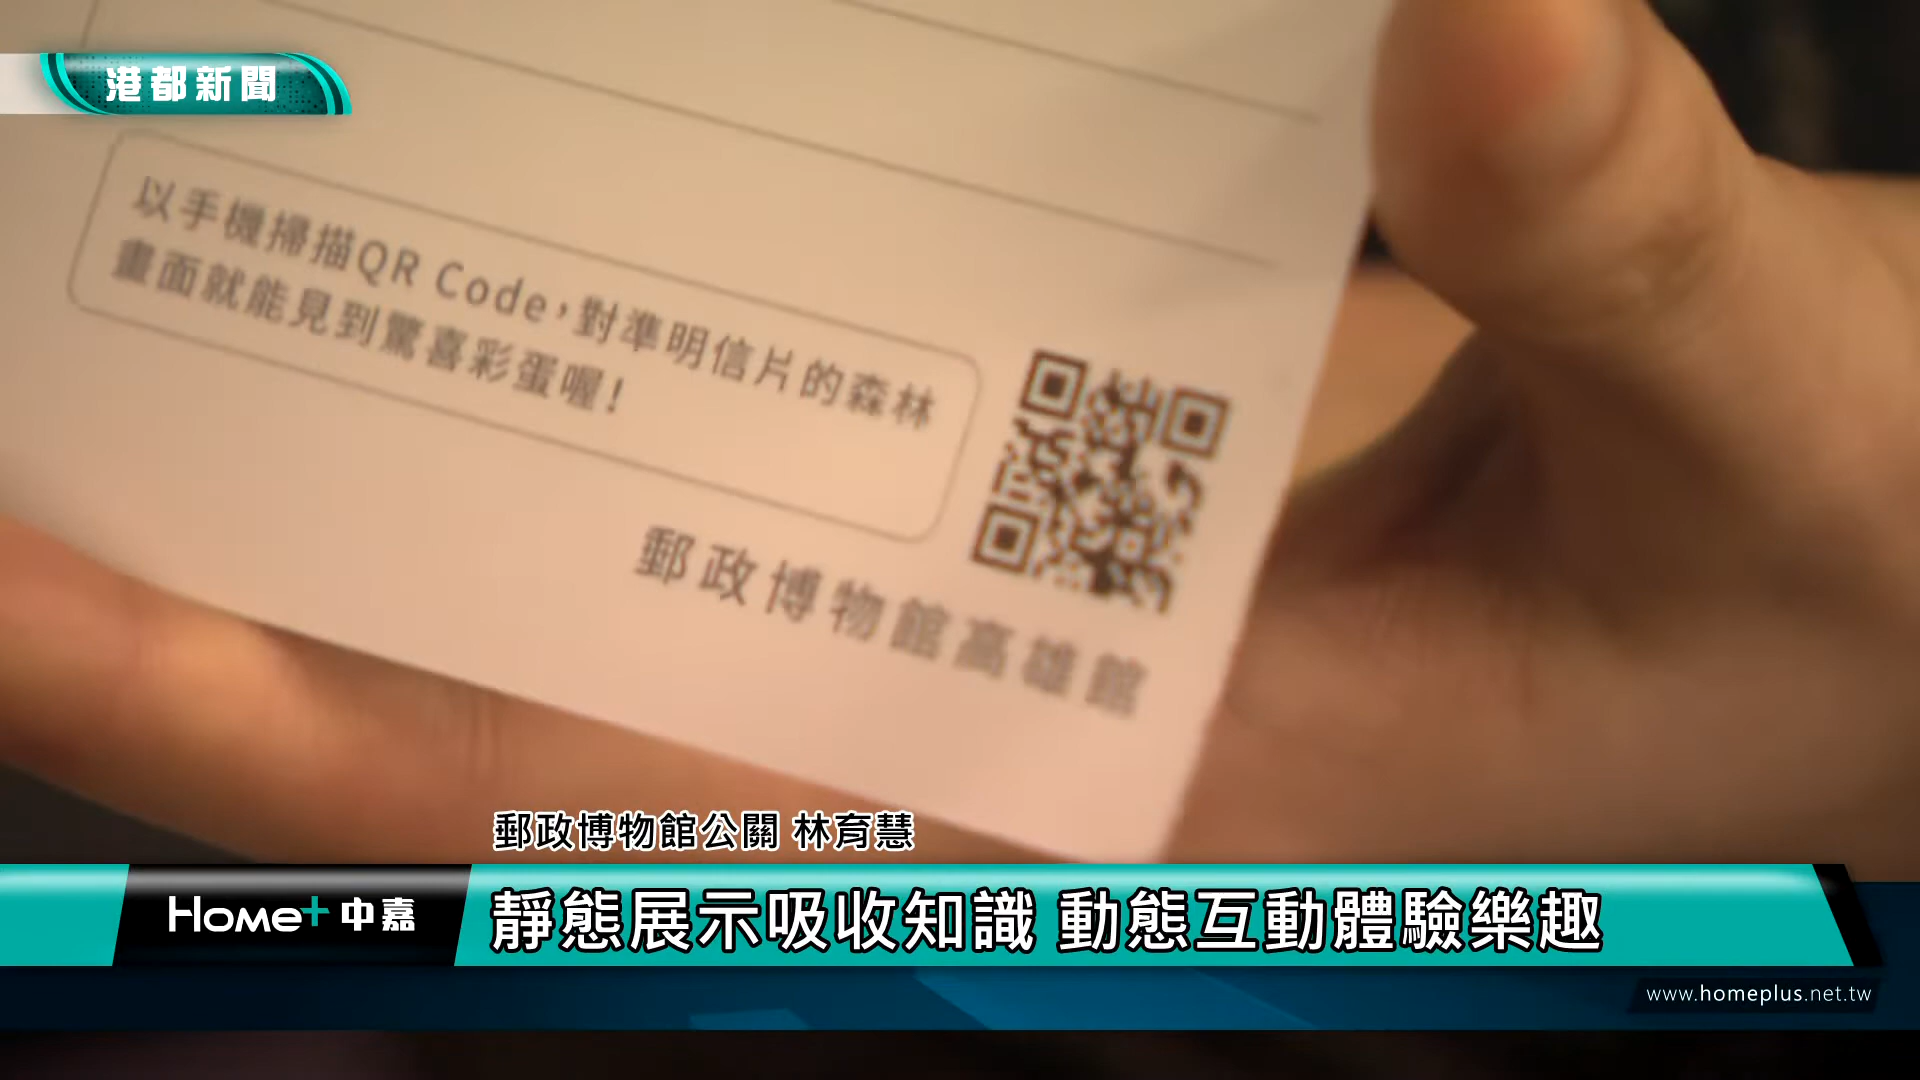 港都新聞
以手機掃描QR Code,對準明信片的森林
畫面就能見到驚喜彩蛋喔!
郵政博物館高雄館
郵政博物館公關 林育慧
Home+中嘉
靜態展示吸收知識 動態互動體驗樂趣
www.homeplus.net.tw